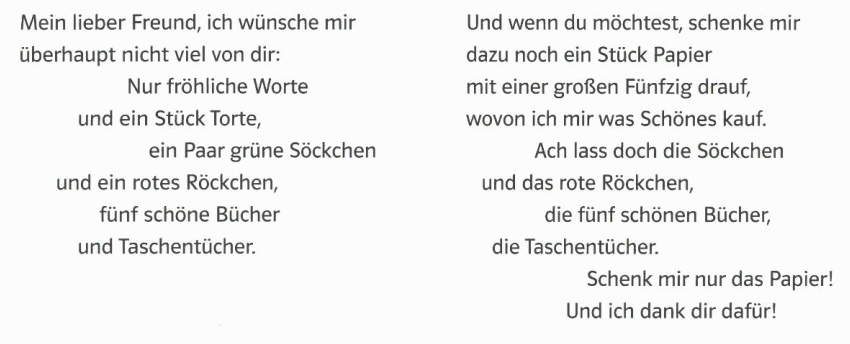 Mein lieber Freund, ich wünsche mir
überhaupt nicht viel von dir:
Nur fröhliche Worte
und ein Stück Torte,
ein Paar grüne Söckchen
und ein rotes Röckchen,
fünf schöne Bücher
und Taschentücher.
Und wenn du möchtest, schenke mir
dazu noch ein Stück Papier
mit einer großen Fünfzig drauf,
wovon ich mir was Schönes kauf.
Ach lass doch die Söckchen
und das rote Röckchen,
die fünf schönen Bücher,
die Taschentücher.
Schenk mir nur das Papier!
Und ich dank dir dafür!